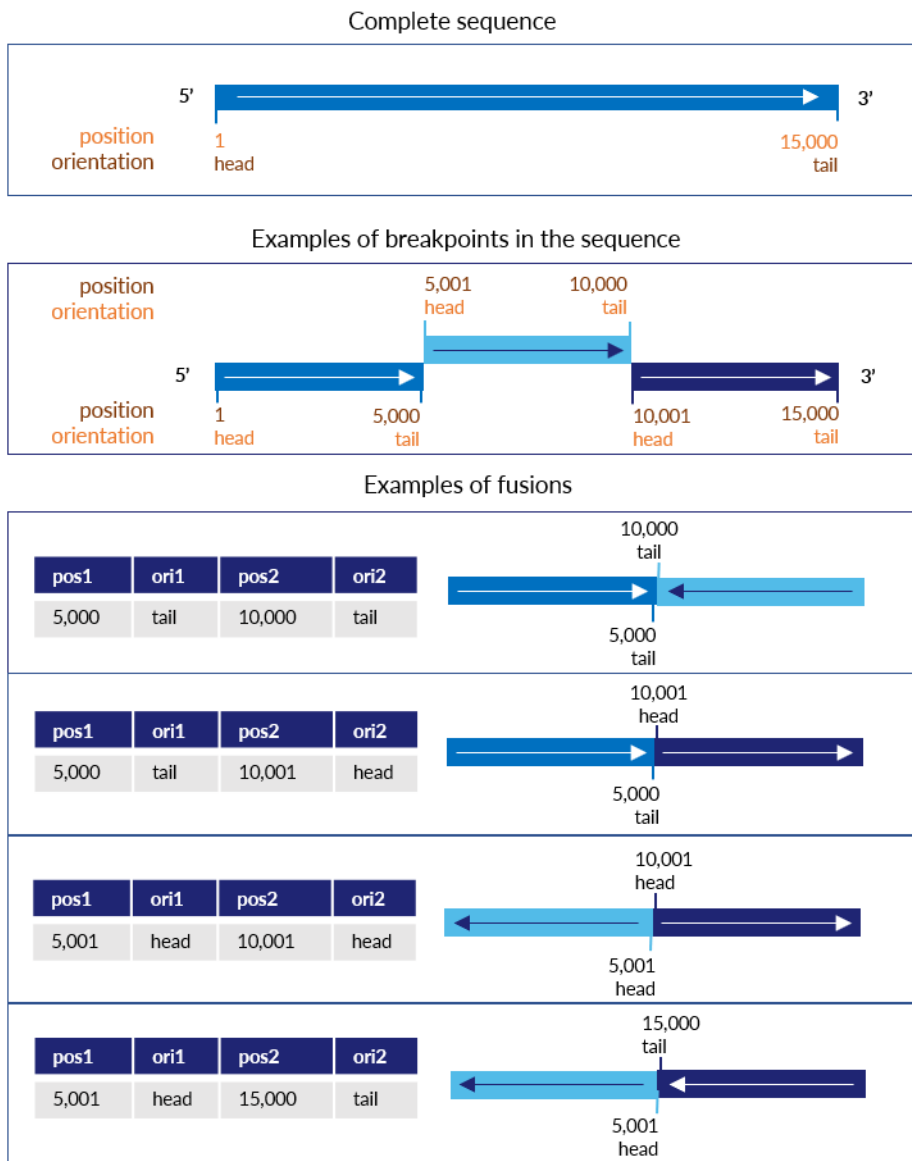 Complete sequence
5’ 3’
position 1 15,000
orientation head tail
Examples of breakpoints in the sequence
position 5,001 10,000
orientation head tail
5’ 3’
position 1 5,000 10,001 15,000
orientation head tail head tail
Examples of fusions
10,000
tail
pos1 ori1 pos2 ori2
5,000 tail 10,000 tail
5,000
tail
10,001
head
pos1 ori1 pos2 ori2
5,000 tail 10,001 head
5,000
tail
10,001
head
pos1 ori1 pos2 ori2
5,001 head 10,001 head
5,001
head
15,000
tail
pos1 ori1 pos2 ori2
5,001 head 15,000 tail
5,001
head